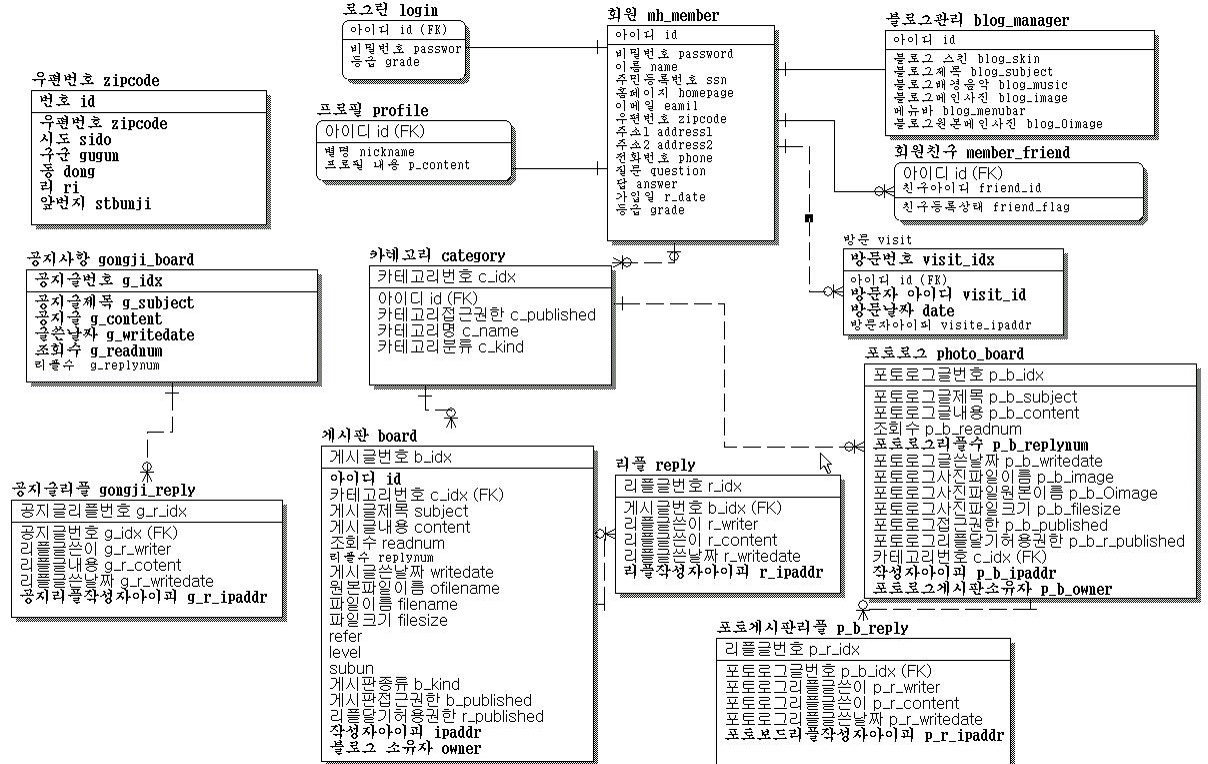 로그린 login
아이디 id (FK)
비밀번호 passwor
등급 grade
회원 mh_member
아이디 id
비밀번호 password
이름 name
주민등록번호 ssn
홈페이지 homepage
이메일 eamil
우편번호 zipcode
주소1 address1
주소2 address2
전화번호 phone
질문 question
답 answer
가입일 r_date
등급 grade
블로그관리 blog_manager
아이디 id
블로그 스킨 blog_skin
블로그제목 blog_subject
블로그배경음악 blog_music
블로그메인사진 blog_image
메뉴바 blog_menubar
블로그원본메인사진 blog_Oimage
우편번호 zipcode
번호 id
우편번호 zipcode
시도 sido
구군 gugun
동 dong
리 ri
앞번지 stbunji
프로필 profile
아이디 id (FK)
별명 nickname
프로필 내용 p_content
회원친구 member_friend
아이디 id (FK)
친구아이디 friend_id
친구등록상태 friend_flag
방문 visit
방문번호 visit_idx
아이디 id (FK)
방문자 아이디 visit_id
방문날짜 date
방문자아이피 visite_ipaddr
공지사항 gongji_board
공지글번호 g_idx
공지글제목 g_subject
공지글 g_content
글쓴날짜 g_writedate
조회수 g_readnum
리플수 g_replynum
카테고리 category
카테고리번호 c_idx
아이디 id (FK)
카테고리접근권한 c_published
카테고리명 c_name
카테고리분류 c_kind
포토로그 photo_board
포토로그글번호 p_b_idx
포토로그글제목 p_b_subject
포토로그글내용 p_b_content
조회수 p_b_readnum
포토로그리플수 p_b_replynum
포토로그글쓴날짜 p_b_writedate
포토로그사진파일이름 p_b_image
포토로그사진파일원본이름 p_b_Oimage
포토로그사진파일크기 p_b_filesize
포토로그접근권한 p_b_published
포토로그리플달기허용권한 p_b_r_published
카테고리번호 c_idx (FK)
작성자아이피 p_b_ipaddr
포토로그게시판소유자 p_b_owner
게시판 board
게시글번호 b_idx
아이디 id
카테고리번호 c_idx (FK)
게시글제목 subject
게시글내용 content
조회수 readnum
리플수 replynum
게시글쓴날짜 writedate
원본파일이름 ofilename
파일이름 filename
파일크기 filesize
refer
level
subun
게시판종류 b_kind
게시판접근권한 b_published
리플달기허용권한 r_published
작성자아이피 ipaddr
블로그 소유자 owner
리플 reply
리플글번호 r_idx
게시글번호 b_idx (FK)
리플글쓴이 r_writer
리플글쓴이 r_content
리플글쓴날짜 r_writedate
리플작성자아이피 r_ipaddr
공지글리플 gongji_reply
공지글리플번호 g_r_idx
공지글번호 g_idx (FK)
리플글쓴이 g_r_writer
리플글내용 g_r_cotent
리플글쓴날짜 g_r_writedate
공지리플작성자아이피 g_r_ipaddr
포토게시판리플 p_b_reply
리플글번호 p_r_idx
포토로그글번호 p_b_idx (FK)
포토로그리플글쓴이 p_r_writer
포토로그리플글쓴이 p_r_content
포토로그리플글쓴날짜 p_r_writedate
포토보드리플작성자아이피 p_r_ipaddr